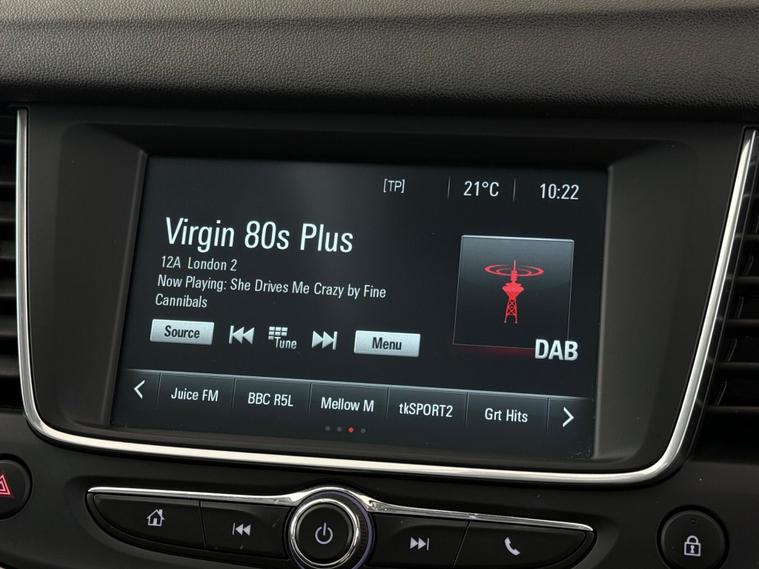 [TP] 21°C 10:22
Virgin 80s Plus
12A London 2
Now Playing: She Drives Me Crazy by Fine
Cannibals
Source Tune Menu
DAB
Juice FM BBC R5L Mellow M tkSPORT2 Grt Hits